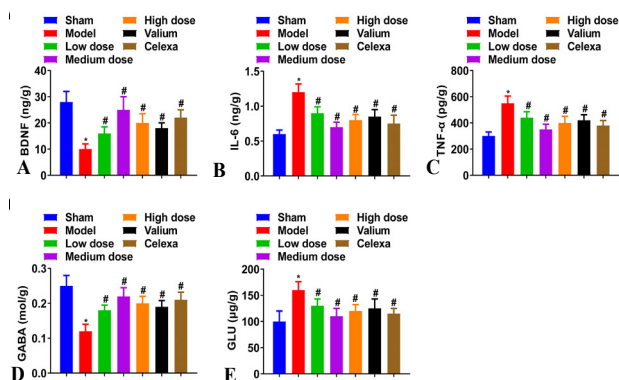 Sham High dose
Model Valium
Low dose Celexa
Medium dose
40
30
20
10
0
BDNF (ng/g)
* # # # # #
A
Sham High dose
Model Valium
Low dose Celexa
Medium dose
1.5
1.0
0.5
0.0
IL-6 (ng/g)
* # # # # #
B
Sham High dose
Model Valium
Low dose Celexa
Medium dose
800
600
400
200
0
TNF-α (pg/g)
* # # # # #
C
Sham High dose
Model Valium
Low dose Celexa
Medium dose
0.3
0.2
0.1
0.0
GABA (mol/g)
* # # # # #
D
Sham High dose
Model Valium
Low dose Celexa
Medium dose
200
150
100
50
0
GLU (µg/g)
* # # # # #
E